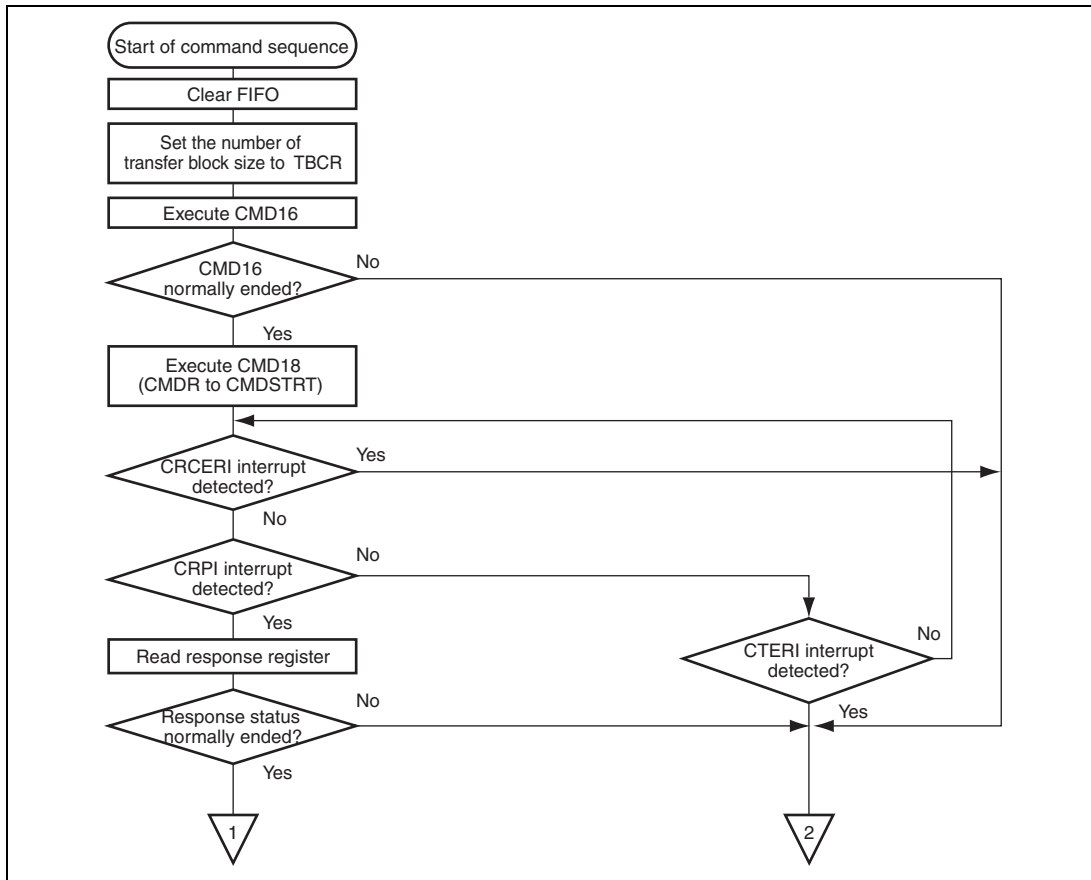 Start of command sequence
Clear FIFO
Set the number of
transfer block size to TBCR
Execute CMD16
CMD16
normally ended?
No
Yes
Execute CMD18
(CMDR to CMDSTRT)
CRCERI interrupt
detected?
Yes
No
CRPI interrupt
detected?
No
Yes
CTERI interrupt
detected?
No
Yes
Read response register
Response status
normally ended?
No
Yes
1
2